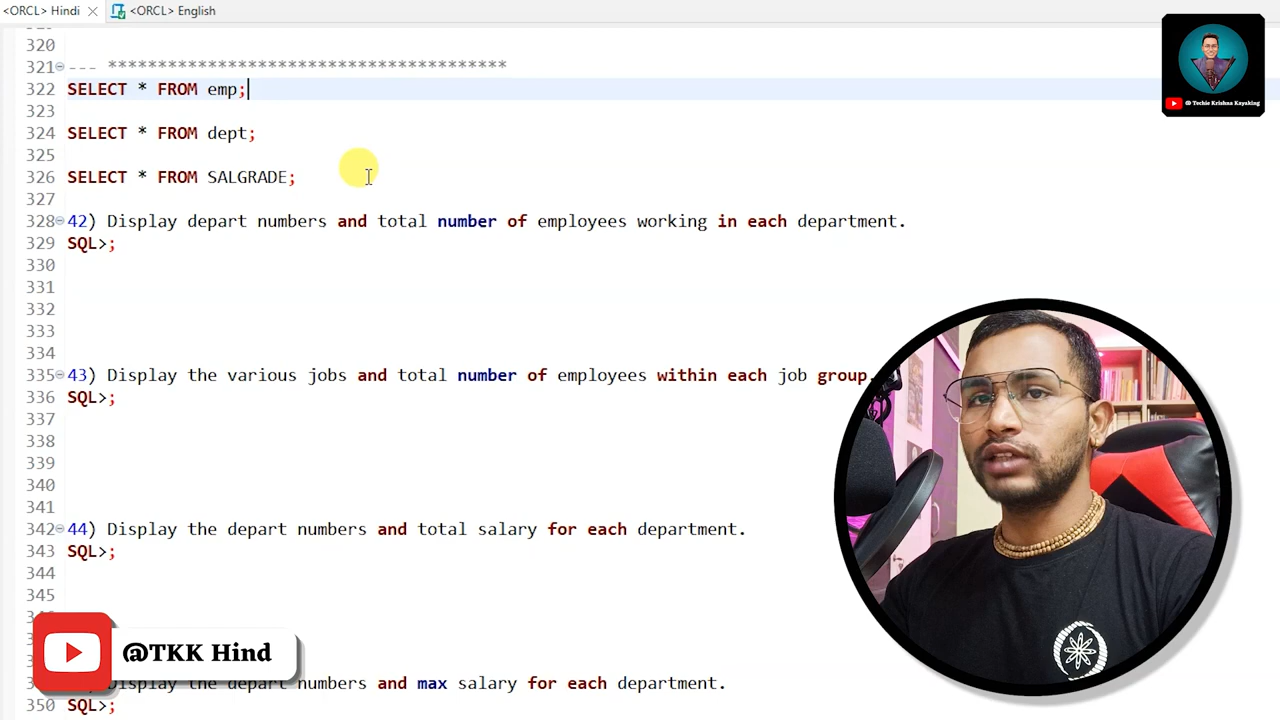 <ORCL> Hindi
<ORCL> English
320
321 --- ****************************************
322 SELECT * FROM emp;
323
324 SELECT * FROM dept;
325
326 SELECT * FROM SALGRADE;
327
328 42) Display depart numbers and total number of employees working in each department.
329 SQL>;
330
331
332
333
334
335 43) Display the various jobs and total number of employees within each job group.
336 SQL>;
337
338
339
340
341
342 44) Display the depart numbers and total salary for each department.
343 SQL>;
344
345
Display the depart numbers and max salary for each department.
350 SQL>;
@TKK Hind
@ Techie Krishna Kayaking